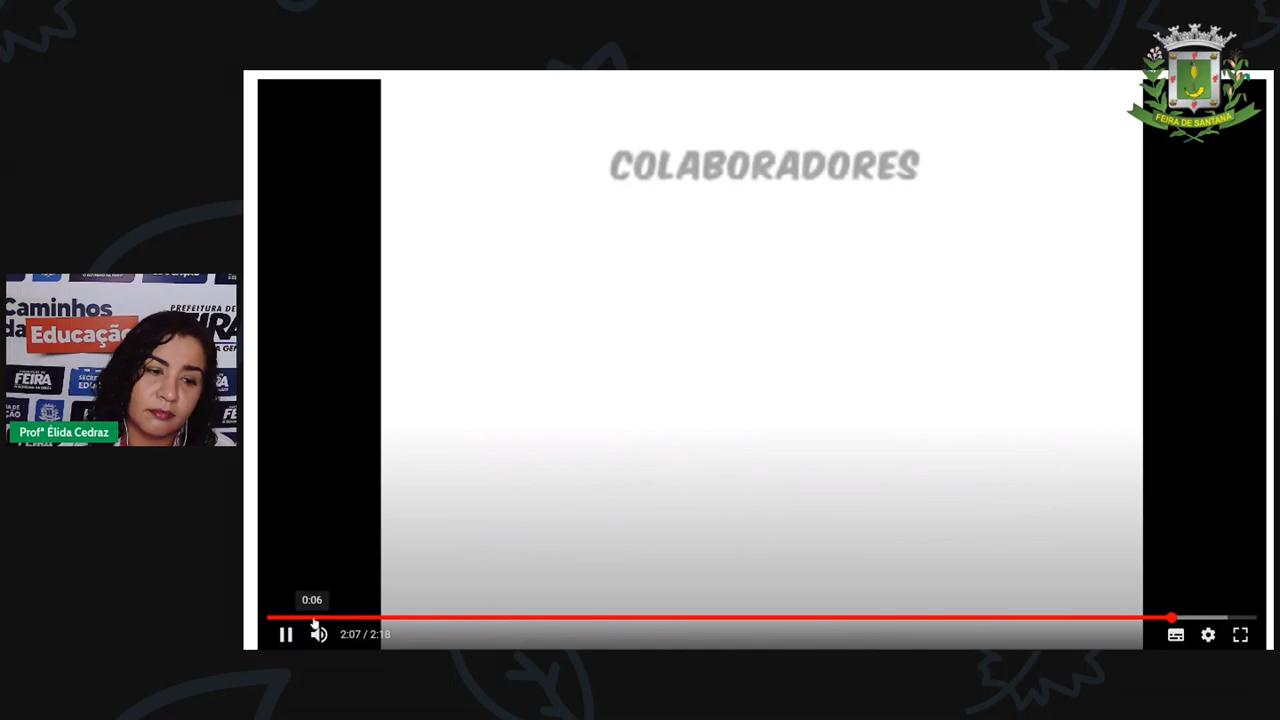 FEIRA DE SANTANA
COLABORADORES
Caminhos
da
Educação
PREFEITURA DE
FEIRA
Profª Élida Cedraz
0:06
2:07 / 2:18